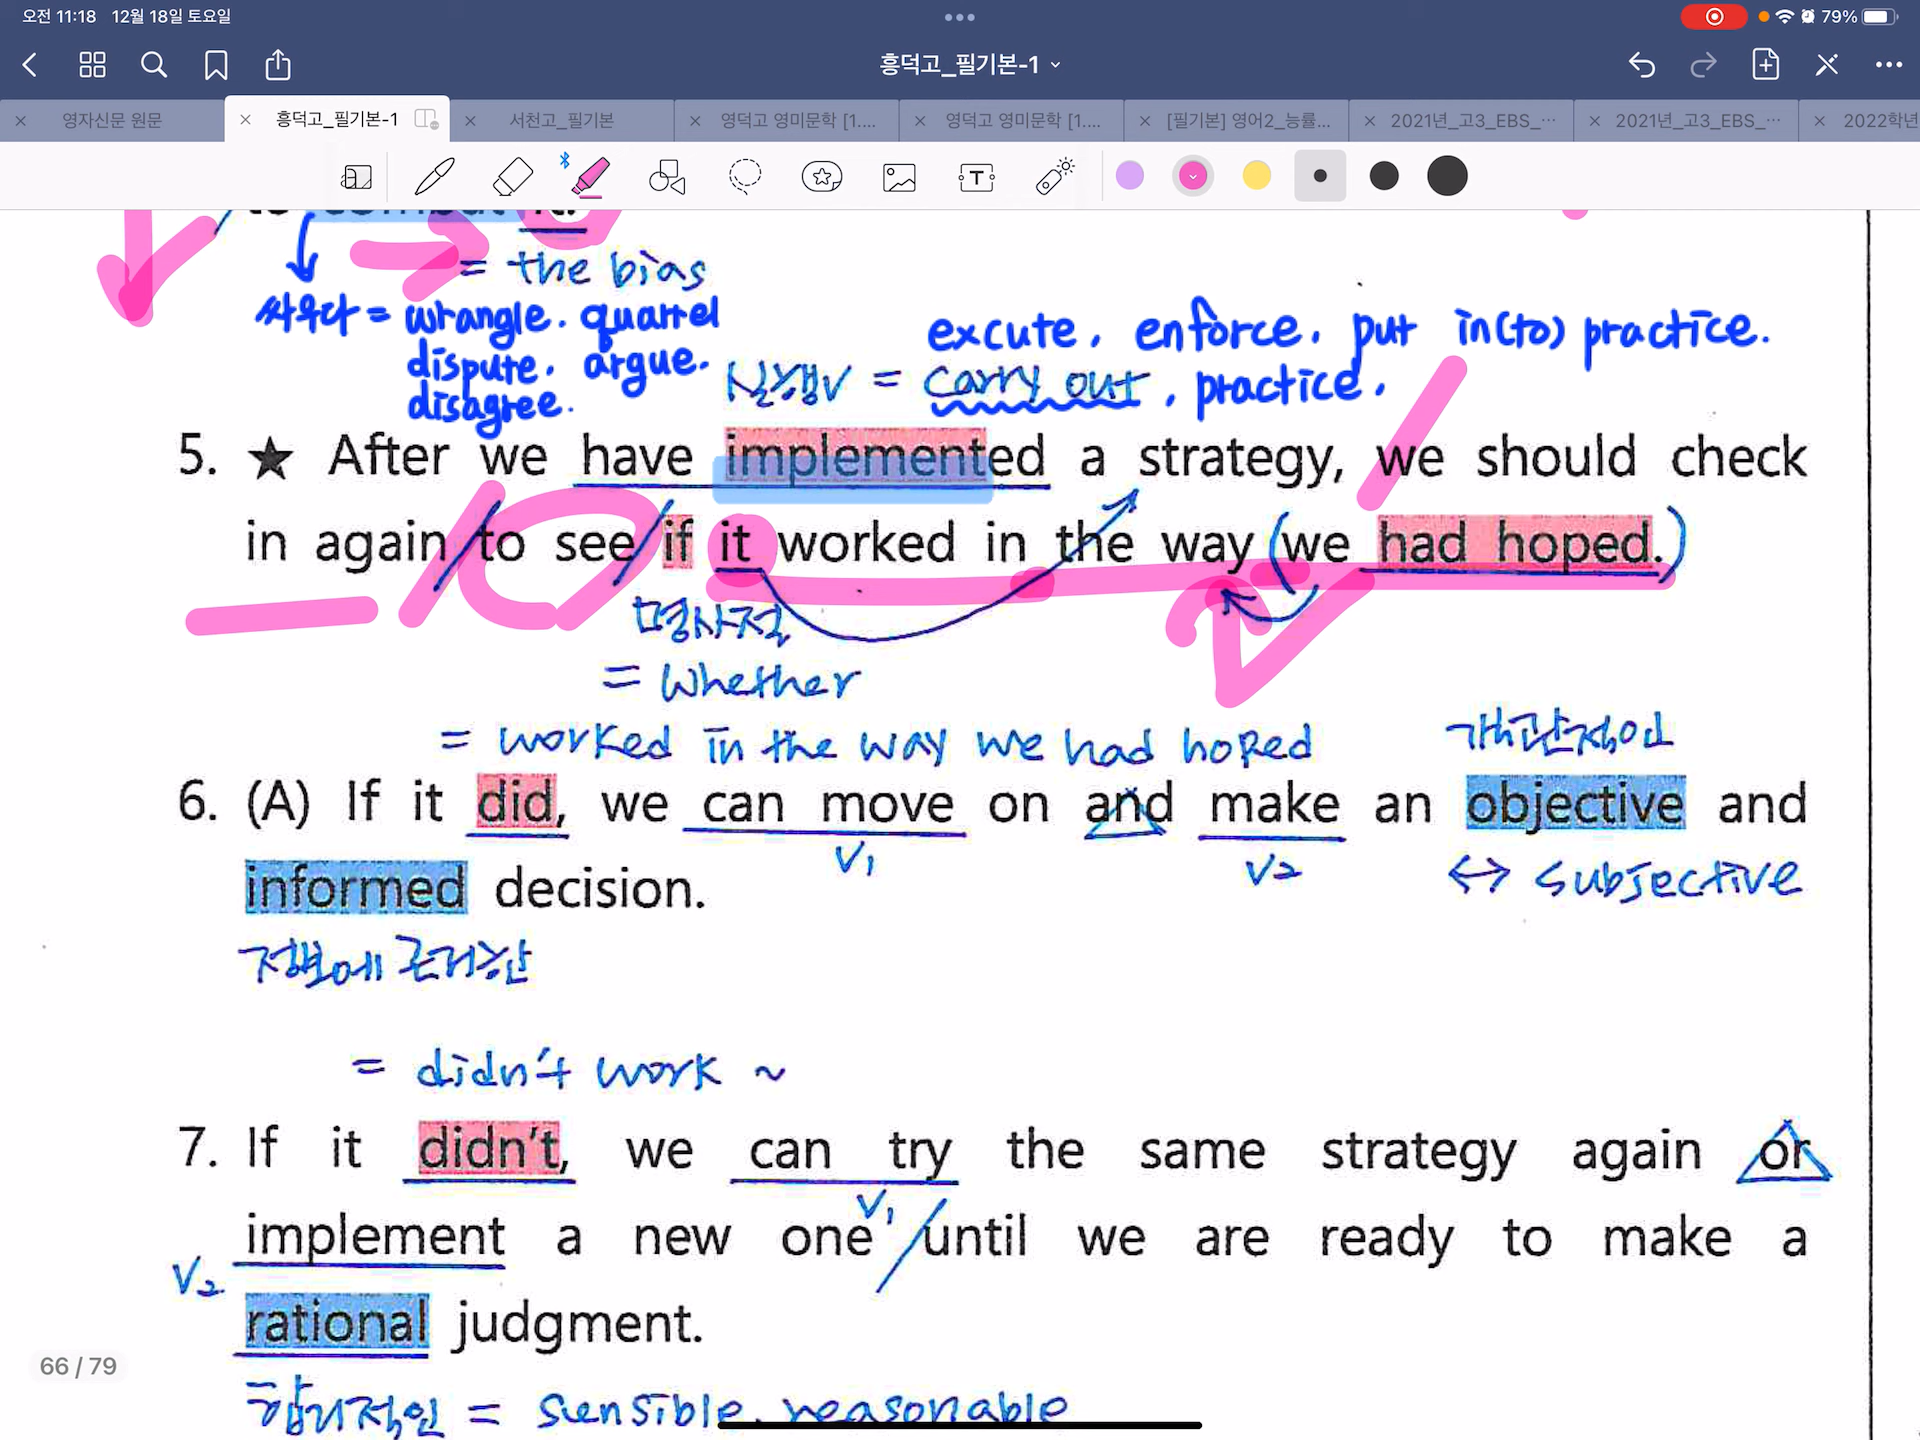 오전 11:18 12월 18일 토요일
79%
흥덕고_필기본-1
영자신문 원문
흥덕고_필기본-1
서천고_필기본
영덕고 영미문학 [1....
영덕고 영미문학 [1....
[필기본] 영어2_능률...
2021년_고3_EBS_...
2021년_고3_EBS_...
2022학년
to combat it.
= the bias
싸우다 = wrangle. quarrel
dispute. argue.
disagree.
excute, enforce, put in(to) practice.
실행V = carry out, practice,
5. ★ After we have implemented a strategy, we should check
in again to see if it worked in the way (we had hoped.)
명사절
= Whether
= worked in the way we had hoped
객관적인
6. (A) If it did, we can move on and make an objective and
V1
V2
↔ subjective
informed decision.
정보에 근거한
= didn't work ~
7. If it didn't, we can try the same strategy again or
V1
implement a new one until we are ready to make a
V2
rational judgment.
합리적인 = sensible. reasonable
66 / 79